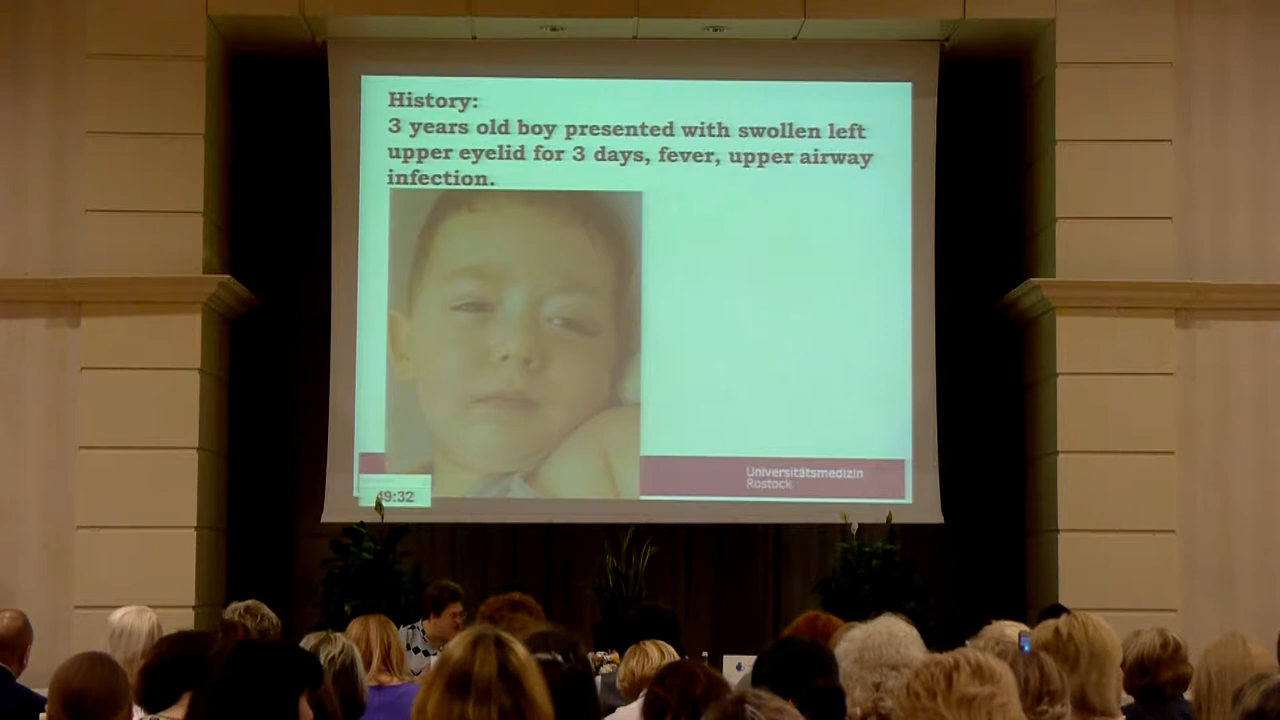 History:
3 years old boy presented with swollen left
upper eyelid for 3 days, fever, upper airway
infection.
Universitätsmedizin
Rostock
49:32